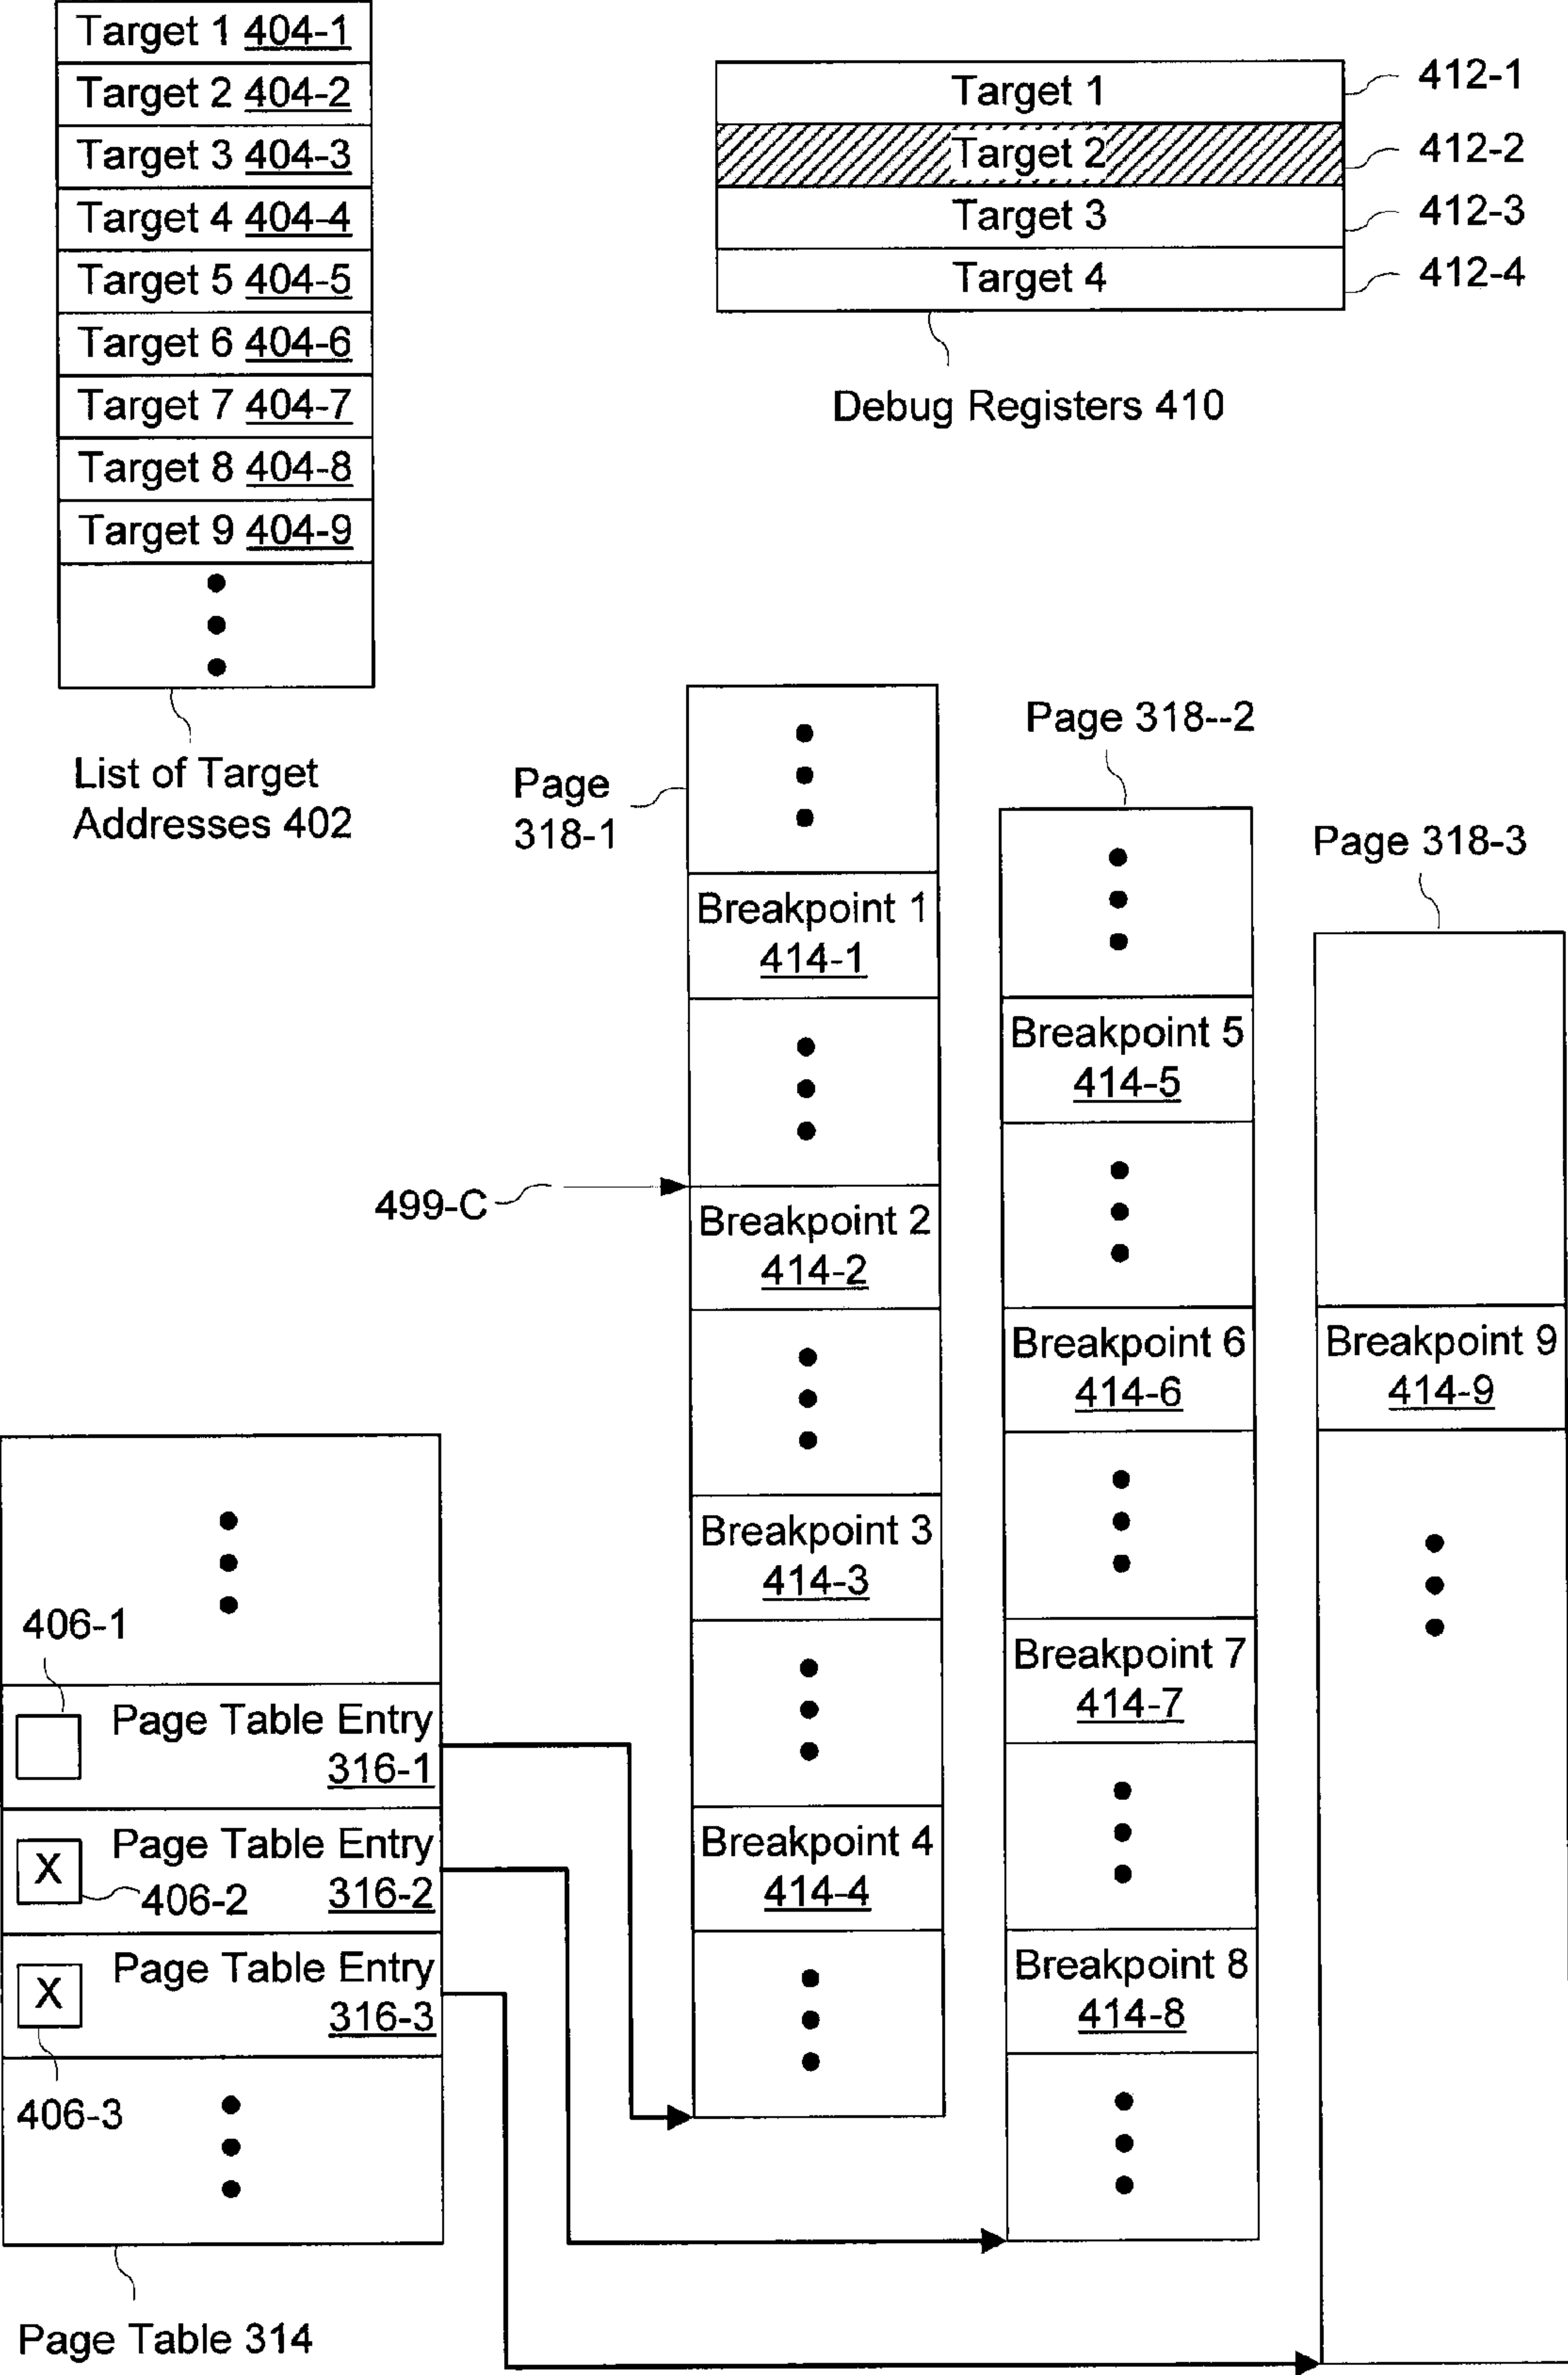 Target 1 404-1
Target 2 404-2
Target 3 404-3
Target 4 404-4
Target 5 404-5
Target 6 404-6
Target 7 404-7
Target 8 404-8
Target 9 404-9
List of Target
Addresses 402
Target 1
412-1
Target 2
412-2
Target 3
412-3
Target 4
412-4
Debug Registers 410
Page
318-1
Breakpoint 1
414-1
499-C
Breakpoint 2
414-2
Breakpoint 3
414-3
Breakpoint 4
414-4
Page 318--2
Breakpoint 5
414-5
Breakpoint 6
414-6
Breakpoint 7
414-7
Breakpoint 8
414-8
Page 318-3
Breakpoint 9
414-9
406-1
Page Table Entry
316-1
X
Page Table Entry
406-2
316-2
X
Page Table Entry
316-3
406-3
Page Table 314